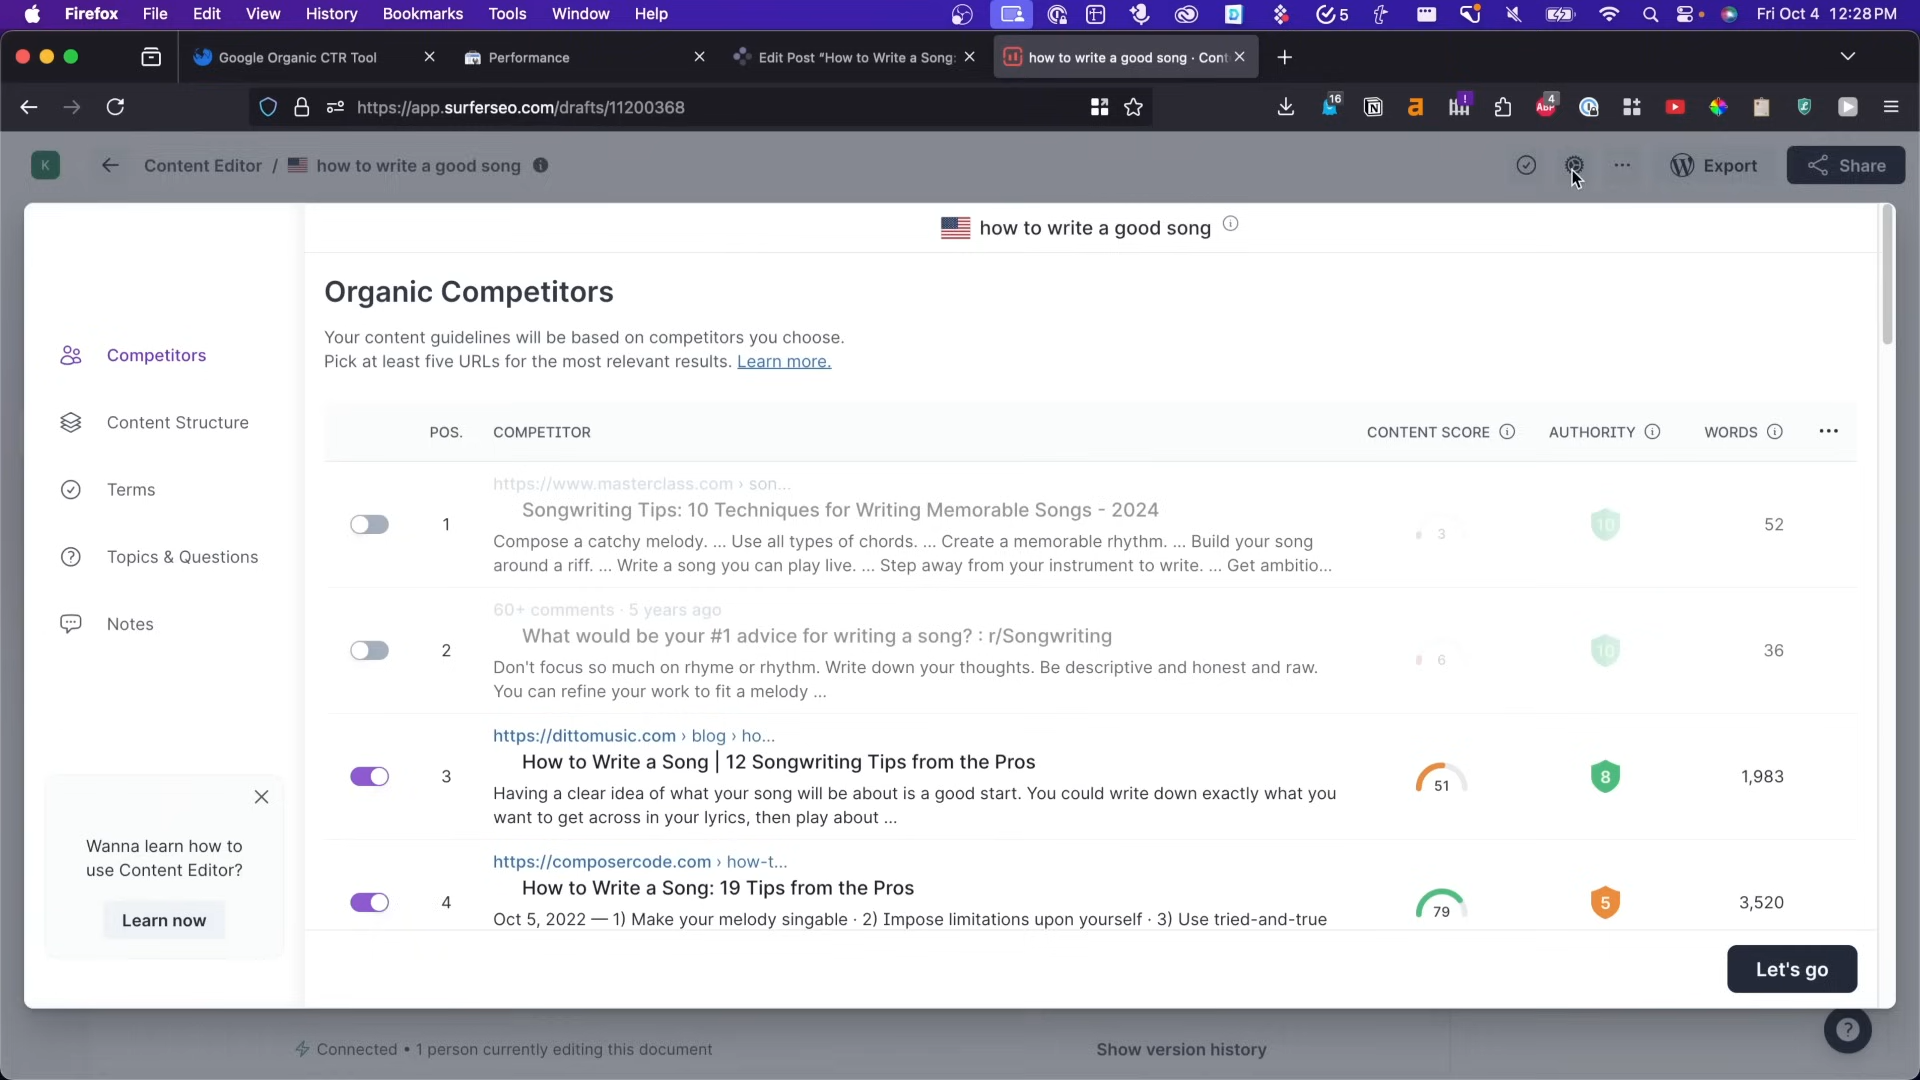 Firefox File Edit View History Bookmarks Tools Window Help 5 Fri Oct 4 12:28 PM
Google Organic CTR Tool Performance Edit Post “How to Write a Song: how to write a good song · Cont
https://app.surferseo.com/drafts/11200368 16 4
K Content Editor / how to write a good song Export Share
how to write a good song
Organic Competitors
Your content guidelines will be based on competitors you choose.
Pick at least five URLs for the most relevant results. Learn more.
Competitors
Content Structure
Terms
Topics & Questions
Notes
Wanna learn how to
use Content Editor?
Learn now
POS. COMPETITOR CONTENT SCORE AUTHORITY WORDS
https://www.masterclass.com › son...
Songwriting Tips: 10 Techniques for Writing Memorable Songs - 2024
1 3 10 52
Compose a catchy melody. ... Use all types of chords. ... Create a memorable rhythm. ... Build your song
around a riff. ... Write a song you can play live. ... Step away from your instrument to write. ... Get ambitio...
60+ comments · 5 years ago
What would be your #1 advice for writing a song? : r/Songwriting
2 6 10 36
Don't focus so much on rhyme or rhythm. Write down your thoughts. Be descriptive and honest and raw.
You can refine your work to fit a melody ...
https://dittomusic.com › blog › ho...
How to Write a Song | 12 Songwriting Tips from the Pros
3 51 8 1,983
Having a clear idea of what your song will be about is a good start. You could write down exactly what you
want to get across in your lyrics, then play about ...
https://composercode.com › how-t...
How to Write a Song: 19 Tips from the Pros
4 79 5 3,520
Oct 5, 2022 — 1) Make your melody singable · 2) Impose limitations upon yourself · 3) Use tried-and-true
Let's go
Connected • 1 person currently editing this document Show version history